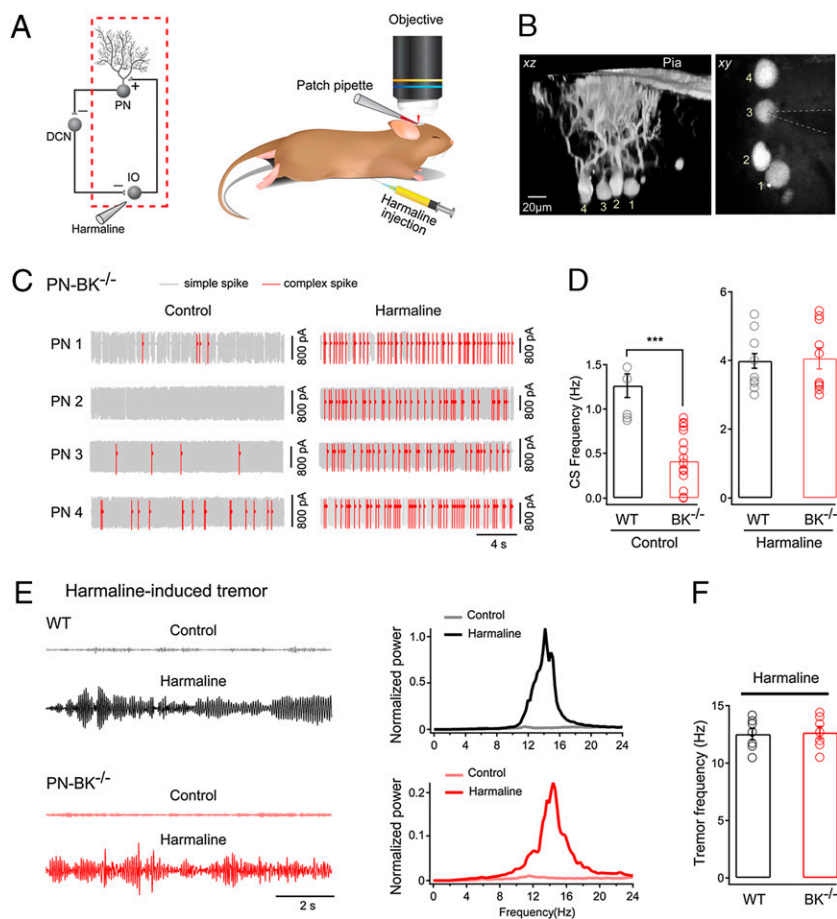 A
Objective
Patch pipette
PN
+
−
DCN
−
IO
Harmaline
Harmaline
injection
B
xz
Pia
xy
4
3
2
1
20μm
4
3
2
1
C
PN-BK-/-
simple spike
complex spike
Control
Harmaline
PN 1
800 pA
800 pA
PN 2
800 pA
800 pA
PN 3
800 pA
800 pA
PN 4
800 pA
800 pA
4 s
D
CS Frequency (Hz)
1.5
1.0
0.5
0.0
***
WT
BK-/-
Control
6
4
2
0
WT
BK-/-
Harmaline
E
Harmaline-induced tremor
WT
Control
Harmaline
PN-BK-/-
Control
Harmaline
2 s
Control
Harmaline
Normalized power
1.0
0.5
0
0 4 8 12 16 20 24
Control
Harmaline
Normalized power
0.2
0.1
0
0 4 8 12 16 20 24
Frequency(Hz)
F
Harmaline
Tremor frequency (Hz)
15
10
5
0
WT
BK-/-